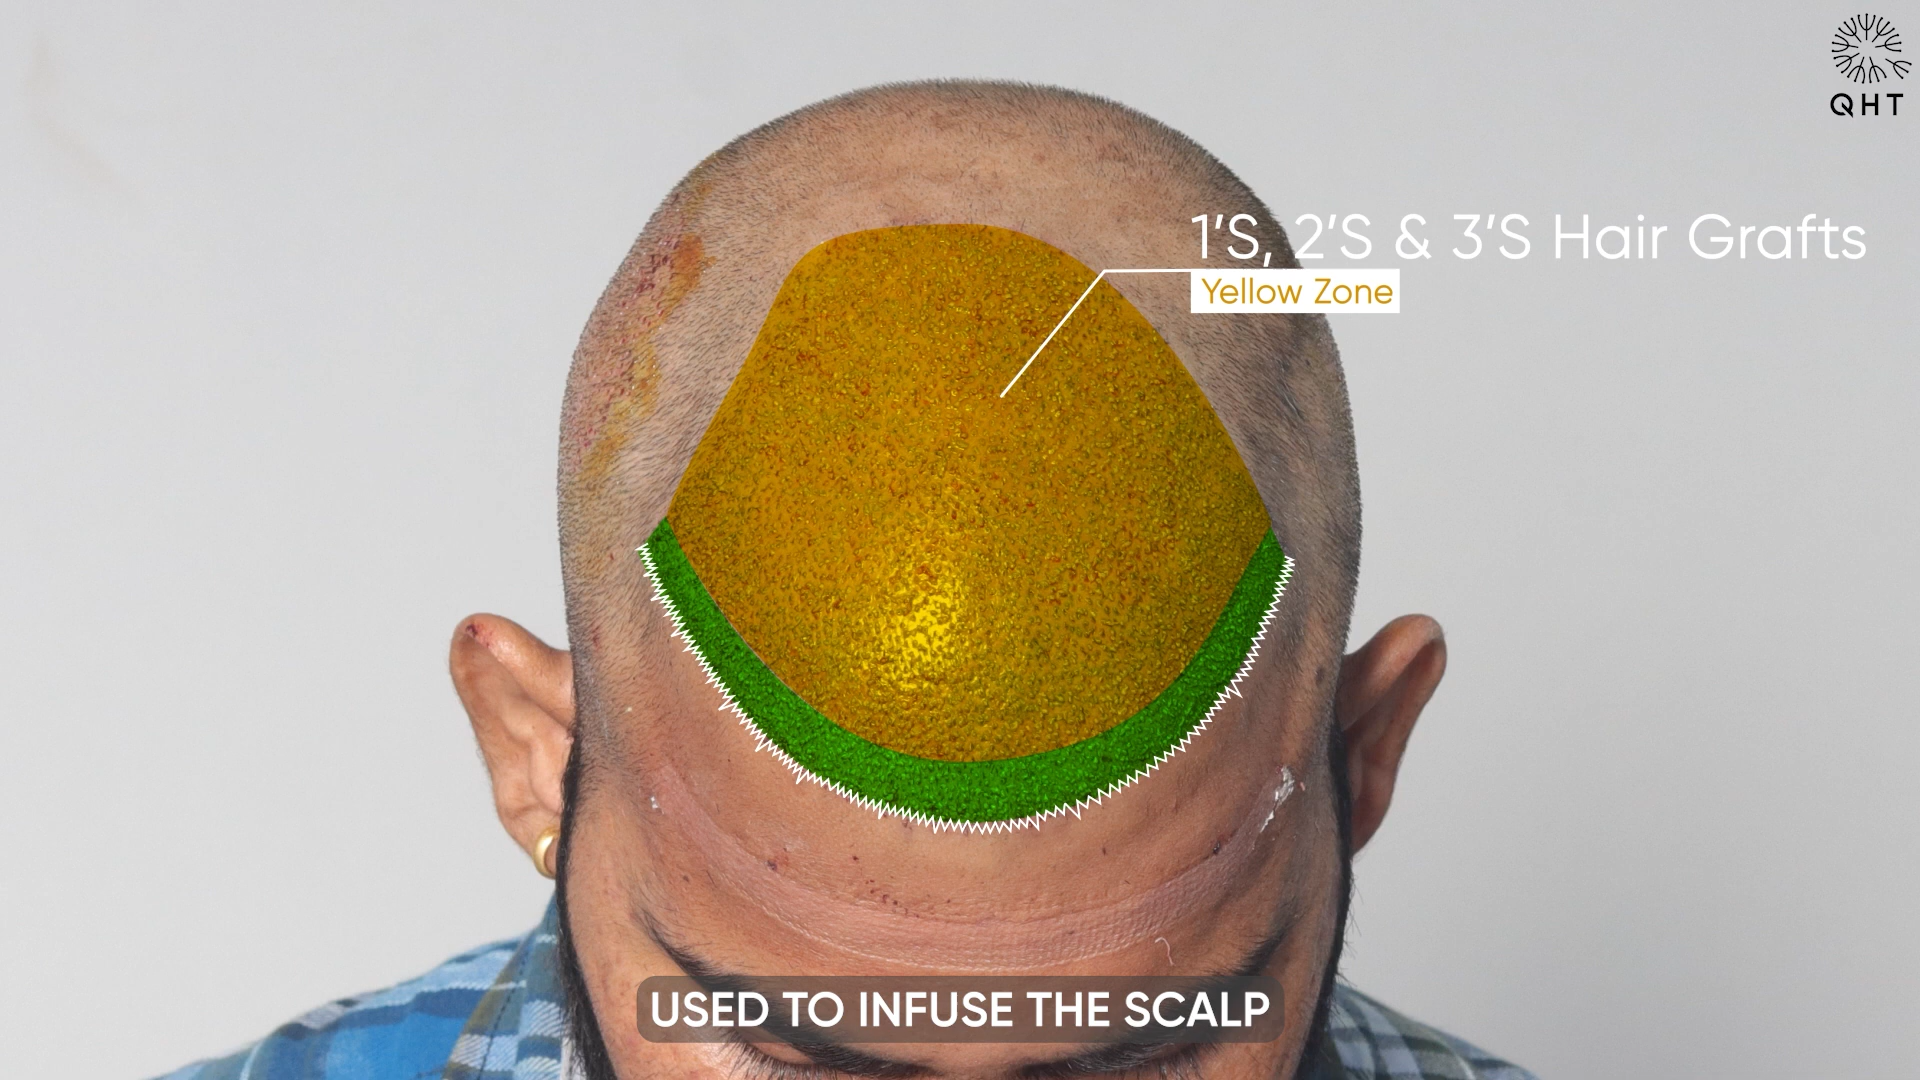 QHT
1'S, 2'S & 3'S Hair Grafts
Yellow Zone
USED TO INFUSE THE SCALP